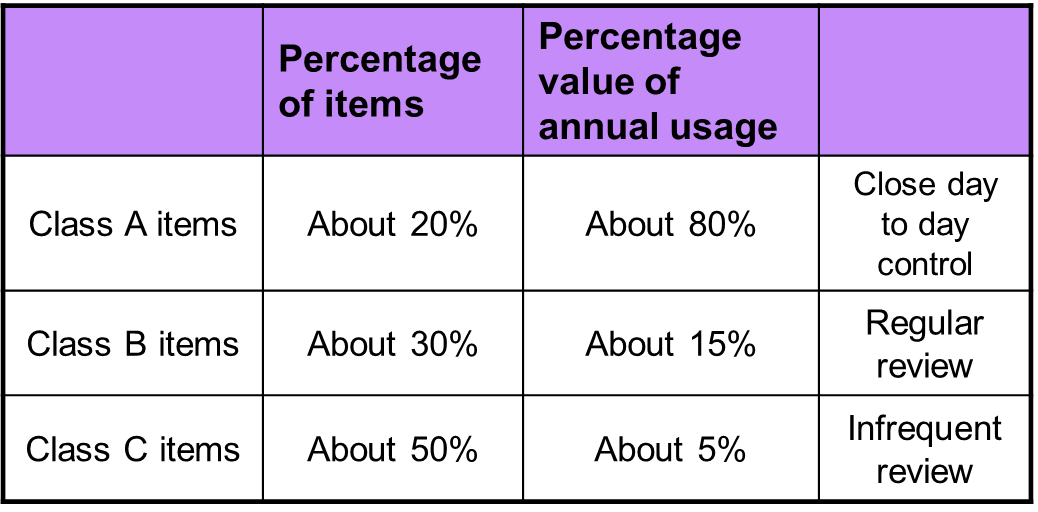 Percentage
of items
Percentage
value of
annual usage
Class A items
About 20%
About 80%
Close day
to day
control
Class B items
About 30%
About 15%
Regular
review
Class C items
About 50%
About 5%
Infrequent
review